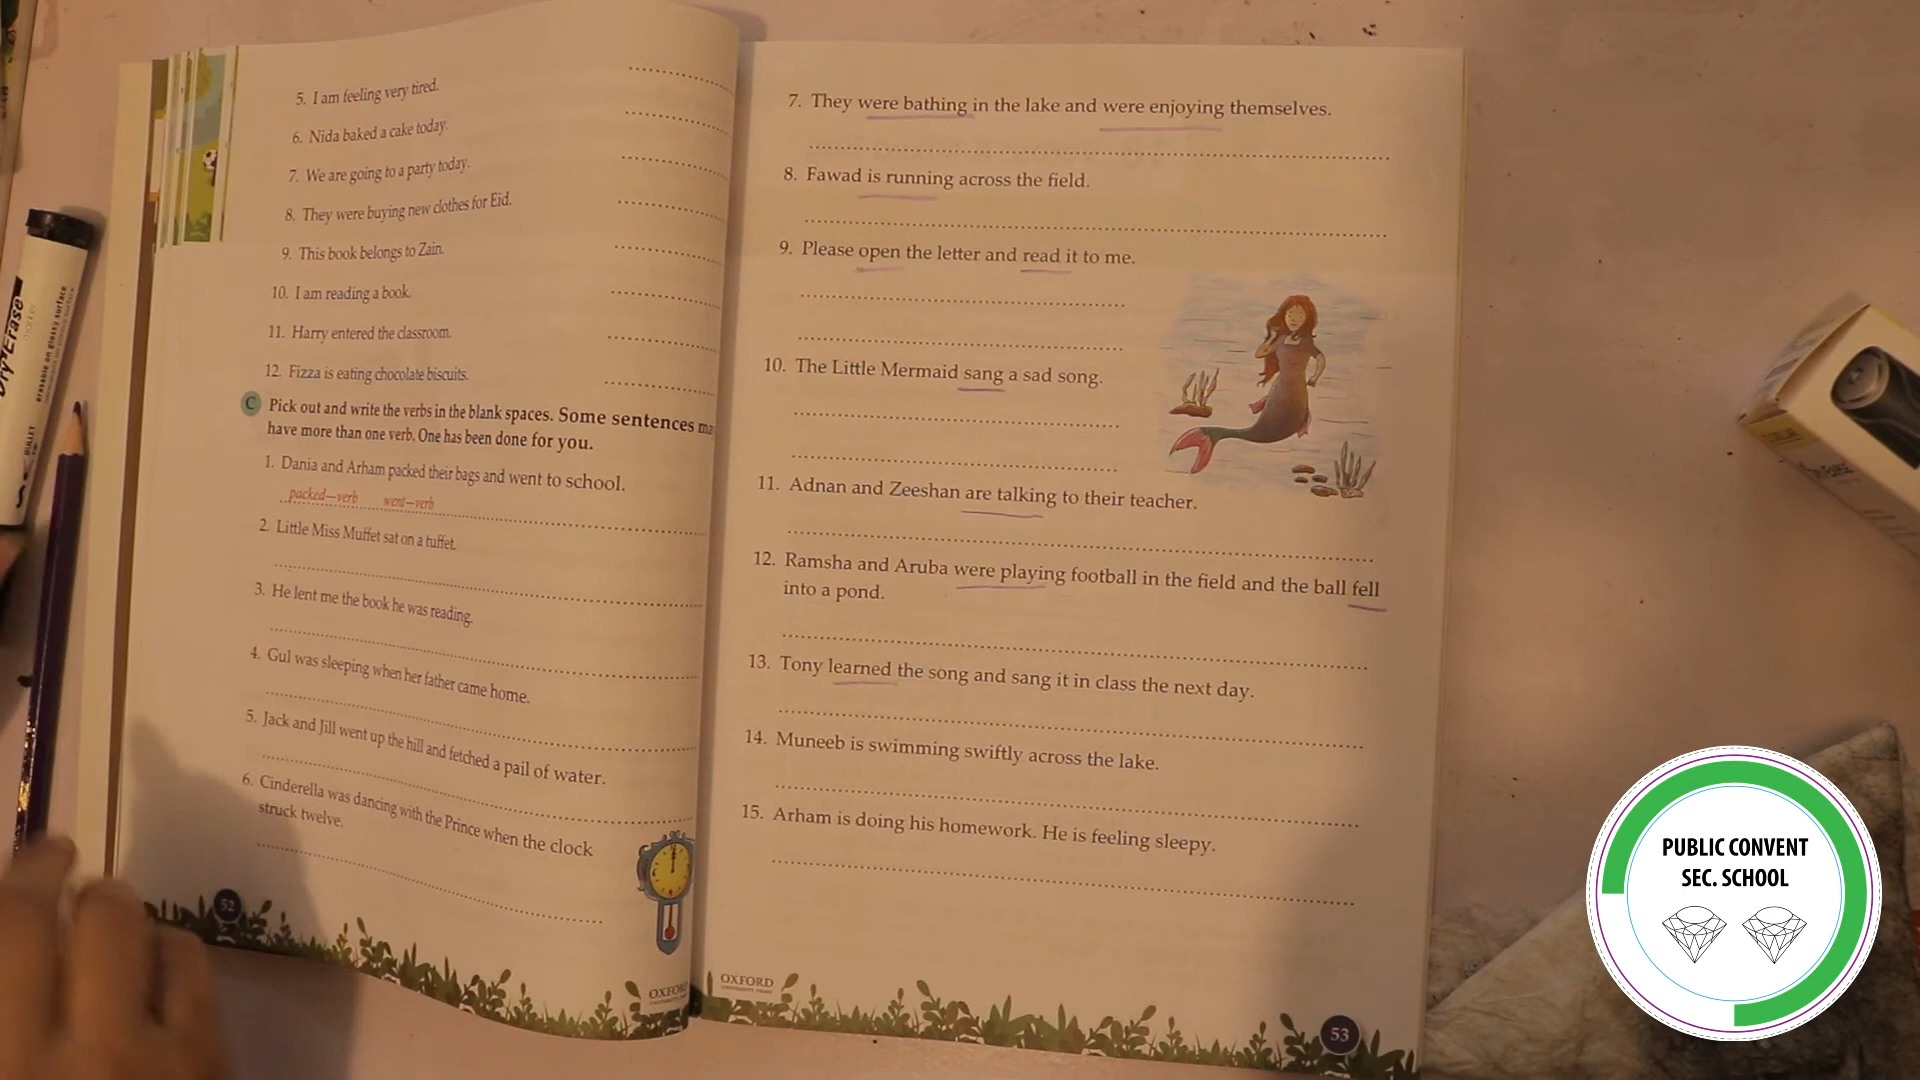 5. I am feeling very tired.
6. Nida baked a cake today.
7. We are going to a party today.
8. They were buying new clothes for Eid.
9. This book belongs to Zain.
10. I am reading a book.
11. Harry entered the classroom.
12. Fizza is eating chocolate biscuits.
C Pick out and write the verbs in the blank spaces. Some sentences
have more than one verb. One has been done for you.
1. Dania and Arham packed their bags and went to school.
packed—verb went—verb
2. Little Miss Muffet sat on a tuffet.
3. He lent me the book he was reading.
4. Gul was sleeping when her father came home.
5. Jack and Jill went up the hill and fetched a pail of water.
6. Cinderella was dancing with the Prince when the clock
struck twelve.
52
OXFORD
7. They were bathing in the lake and were enjoying themselves.
8. Fawad is running across the field.
9. Please open the letter and read it to me.
10. The Little Mermaid sang a sad song.
11. Adnan and Zeeshan are talking to their teacher.
12. Ramsha and Aruba were playing football in the field and the ball fell
into a pond.
13. Tony learned the song and sang it in class the next day.
14. Muneeb is swimming swiftly across the lake.
15. Arham is doing his homework. He is feeling sleepy.
OXFORD
UNIVERSITY PRESS
53
Dry Erase
marker
erasable on glossy surface
BULLET
PUBLIC CONVENT
SEC. SCHOOL